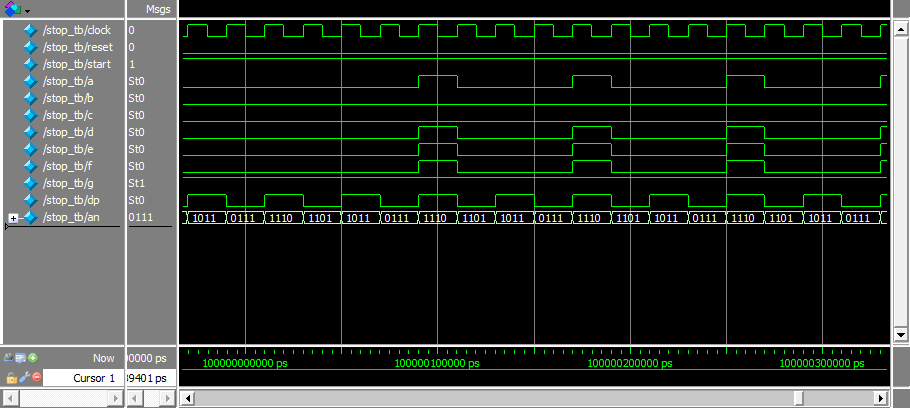 Msgs
/stop_tb/clock 0
/stop_tb/reset 0
/stop_tb/start 1
/stop_tb/a St0
/stop_tb/b St0
/stop_tb/c St0
/stop_tb/d St0
/stop_tb/e St0
/stop_tb/f St0
/stop_tb/g St1
/stop_tb/dp St0
/stop_tb/an 0111 1011 0111 1110 1101 1011 0111 1110 1101 1011 0111 1110 1101 1011 0111 1110 1101 1011 0111
Now ps 100000000000 ps 100000100000 ps 100000200000 ps 100000300000 ps
Cursor 1 ps